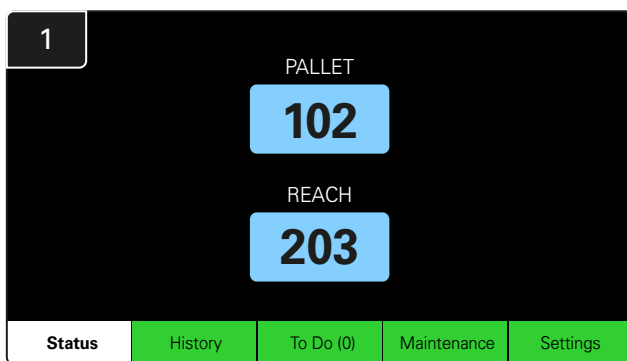 1
PALLET
102
REACH
203
Status History To Do (0) Maintenance Settings